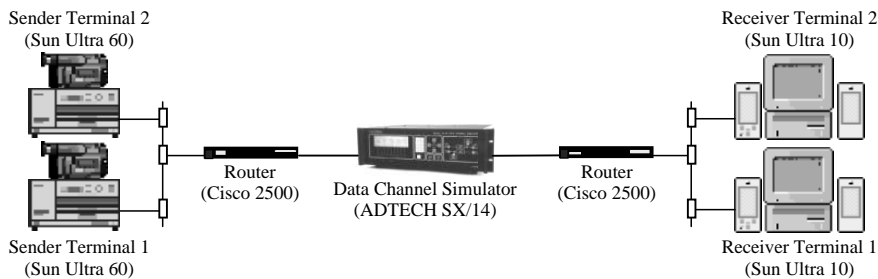 Sender Terminal 2
(Sun Ultra 60)
Receiver Terminal 2
(Sun Ultra 10)
Router
(Cisco 2500)
Data Channel Simulator
(ADTECH SX/14)
Router
(Cisco 2500)
Sender Terminal 1
(Sun Ultra 60)
Receiver Terminal 1
(Sun Ultra 10)